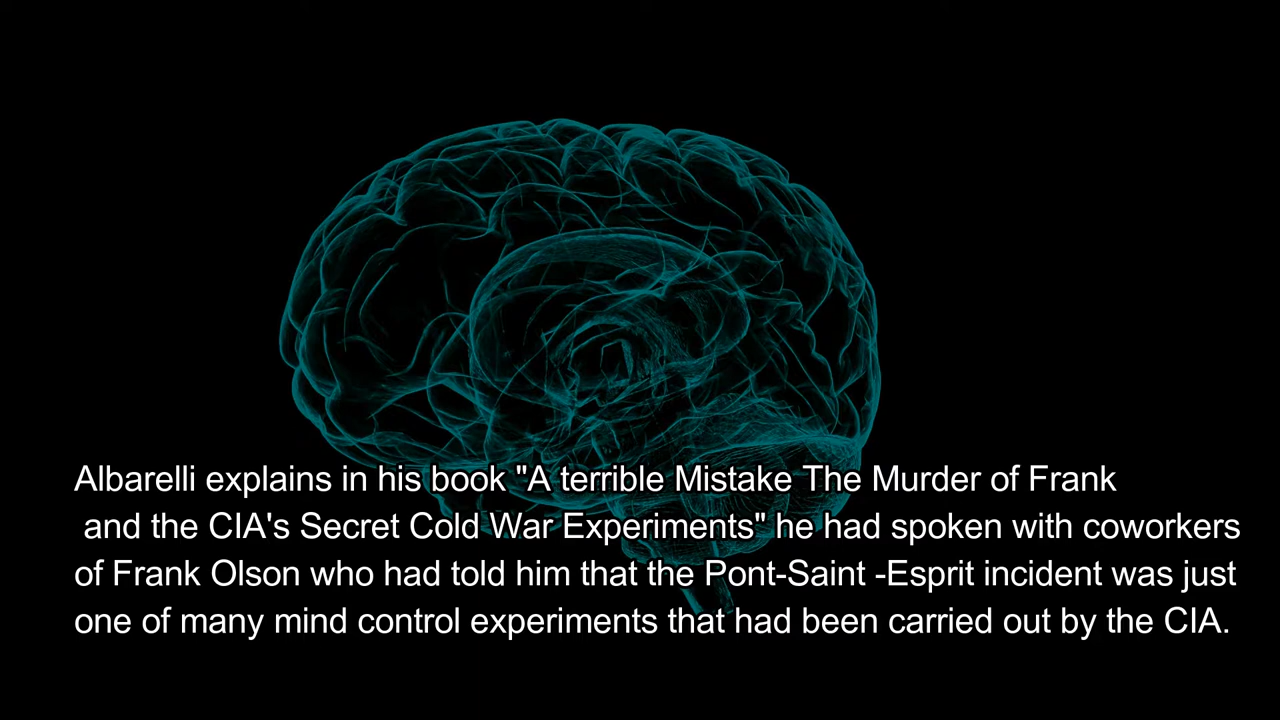 Albarelli explains in his book "A terrible Mistake The Murder of Frank
and the CIA's Secret Cold War Experiments" he had spoken with coworkers
of Frank Olson who had told him that the Pont-Saint -Esprit incident was just
one of many mind control experiments that had been carried out by the CIA.